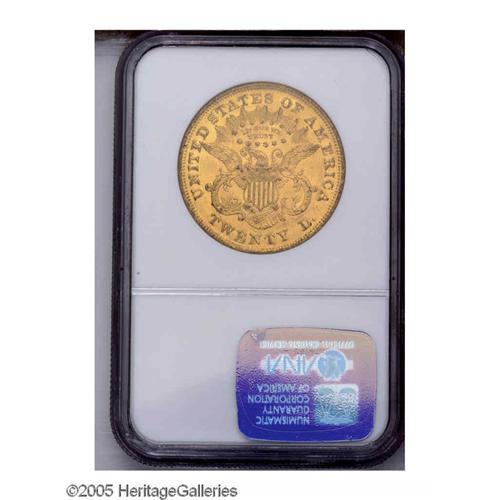 UNITED STATES OF AMERICA
IN GOD WE
TRUST
TWENTY D.
NUMISMATIC
GUARANTY
CORPORATION
OF AMERICA
©2005 HeritageGalleries